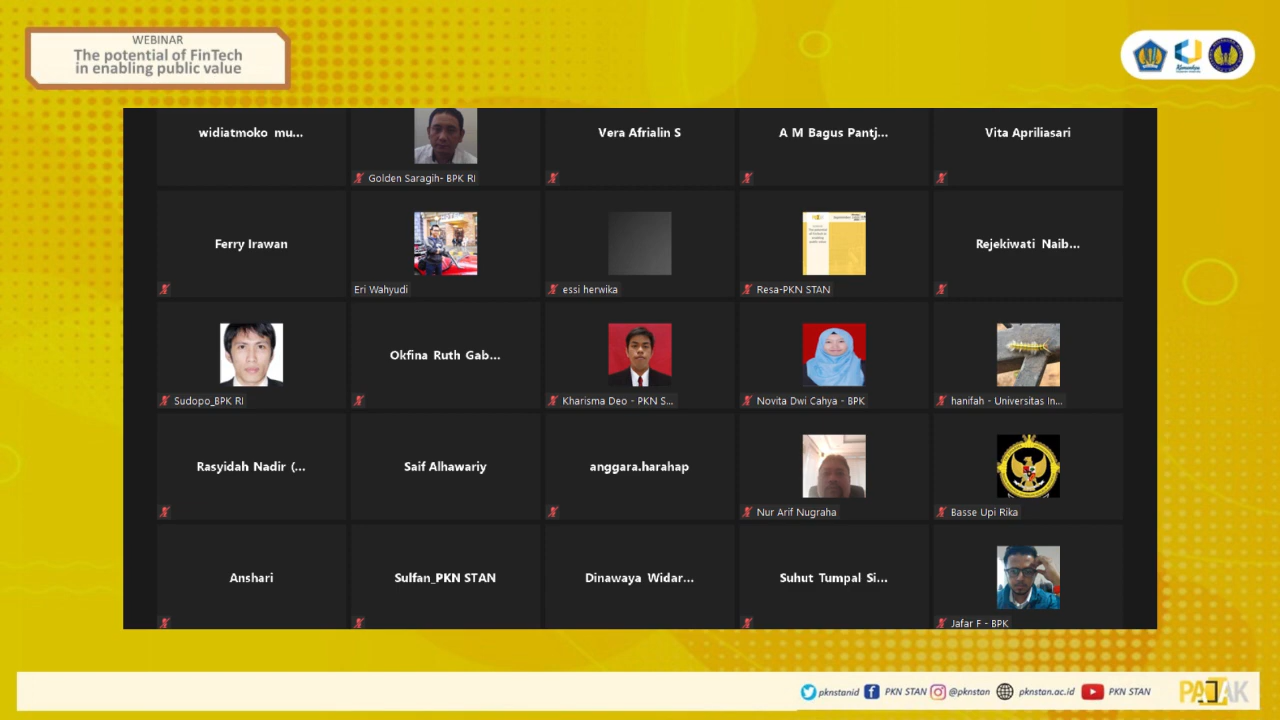 WEBINAR
The potential of FinTech
in enabling public value
widiatmoko mu...
Golden Saragih- BPK RI
Vera Afrialin S
A M Bagus Pantj...
Vita Apriliasari
Ferry Irawan
Eri Wahyudi
essi herwika
Resa-PKN STAN
Rejekiwati Naib...
Sudopo_BPK RI
Okfina Ruth Gab...
Kharisma Deo - PKN S...
Novita Dwi Cahya - BPK
hanifah - Universitas In...
Rasyidah Nadir (...
Saif Alhawariy
anggara.harahap
Nur Arif Nugraha
Basse Upi Rika
Anshari
Sulfan_PKN STAN
Dinawaya Widar...
Suhut Tumpal Si...
Jafar F - BPK
pknstanid PKN STAN @pknstan pknstan.ac.id PKN STAN